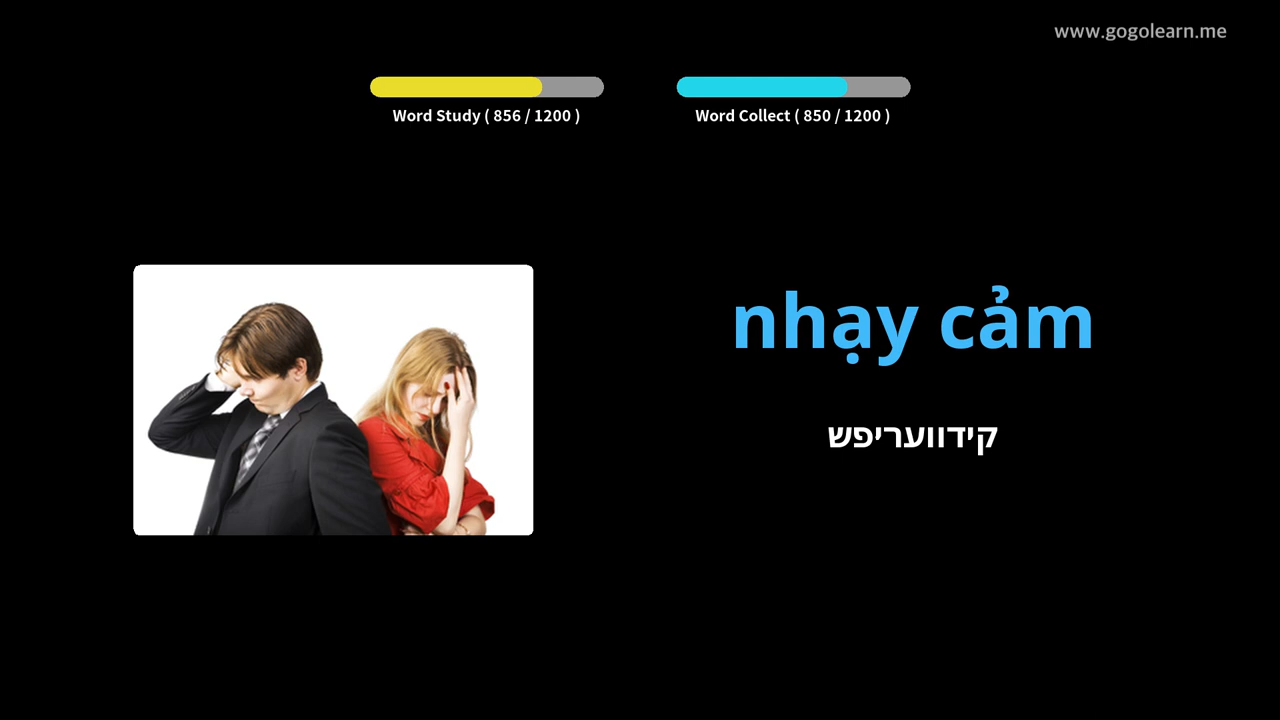 www.gogolearn.me
Word Study ( 856 / 1200 )
Word Collect ( 850 / 1200 )
nhạy cảm
קידוועריפש